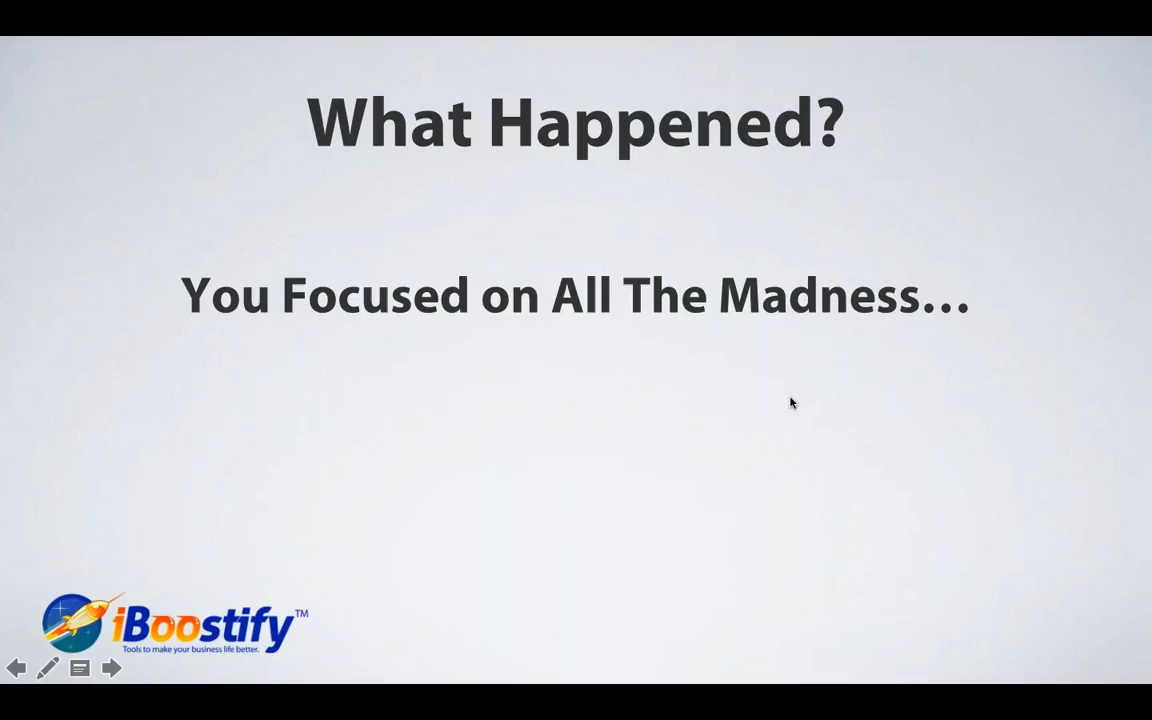 What Happened?
You Focused on All The Madness...
iBoostify™
Tools to make your business life better.